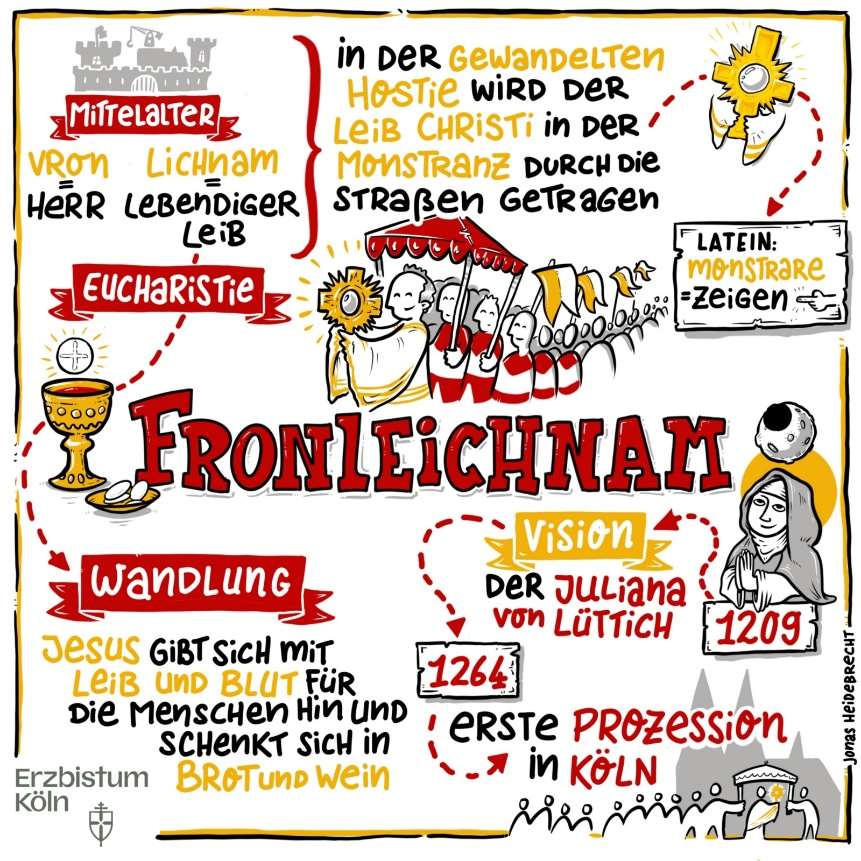 Mittelalter
VRon Lichnam
= =
Herr Lebendiger
Leib
in der gewandelten
Hostie wird der
Leib Christi in der
Monstranz durch die
Straßen getragen
Latein:
monstrare
=zeigen
Eucharistie
Fronleichnam
Wandlung
Jesus gibt sich mit
Leib und Blut für
die Menschen hin und
schenkt sich in
Brot und Wein
Vision
der Juliana
von Lüttich
1209
1264
erste Prozession
in Köln
Erzbistum
Köln
Jonas Heidebrecht